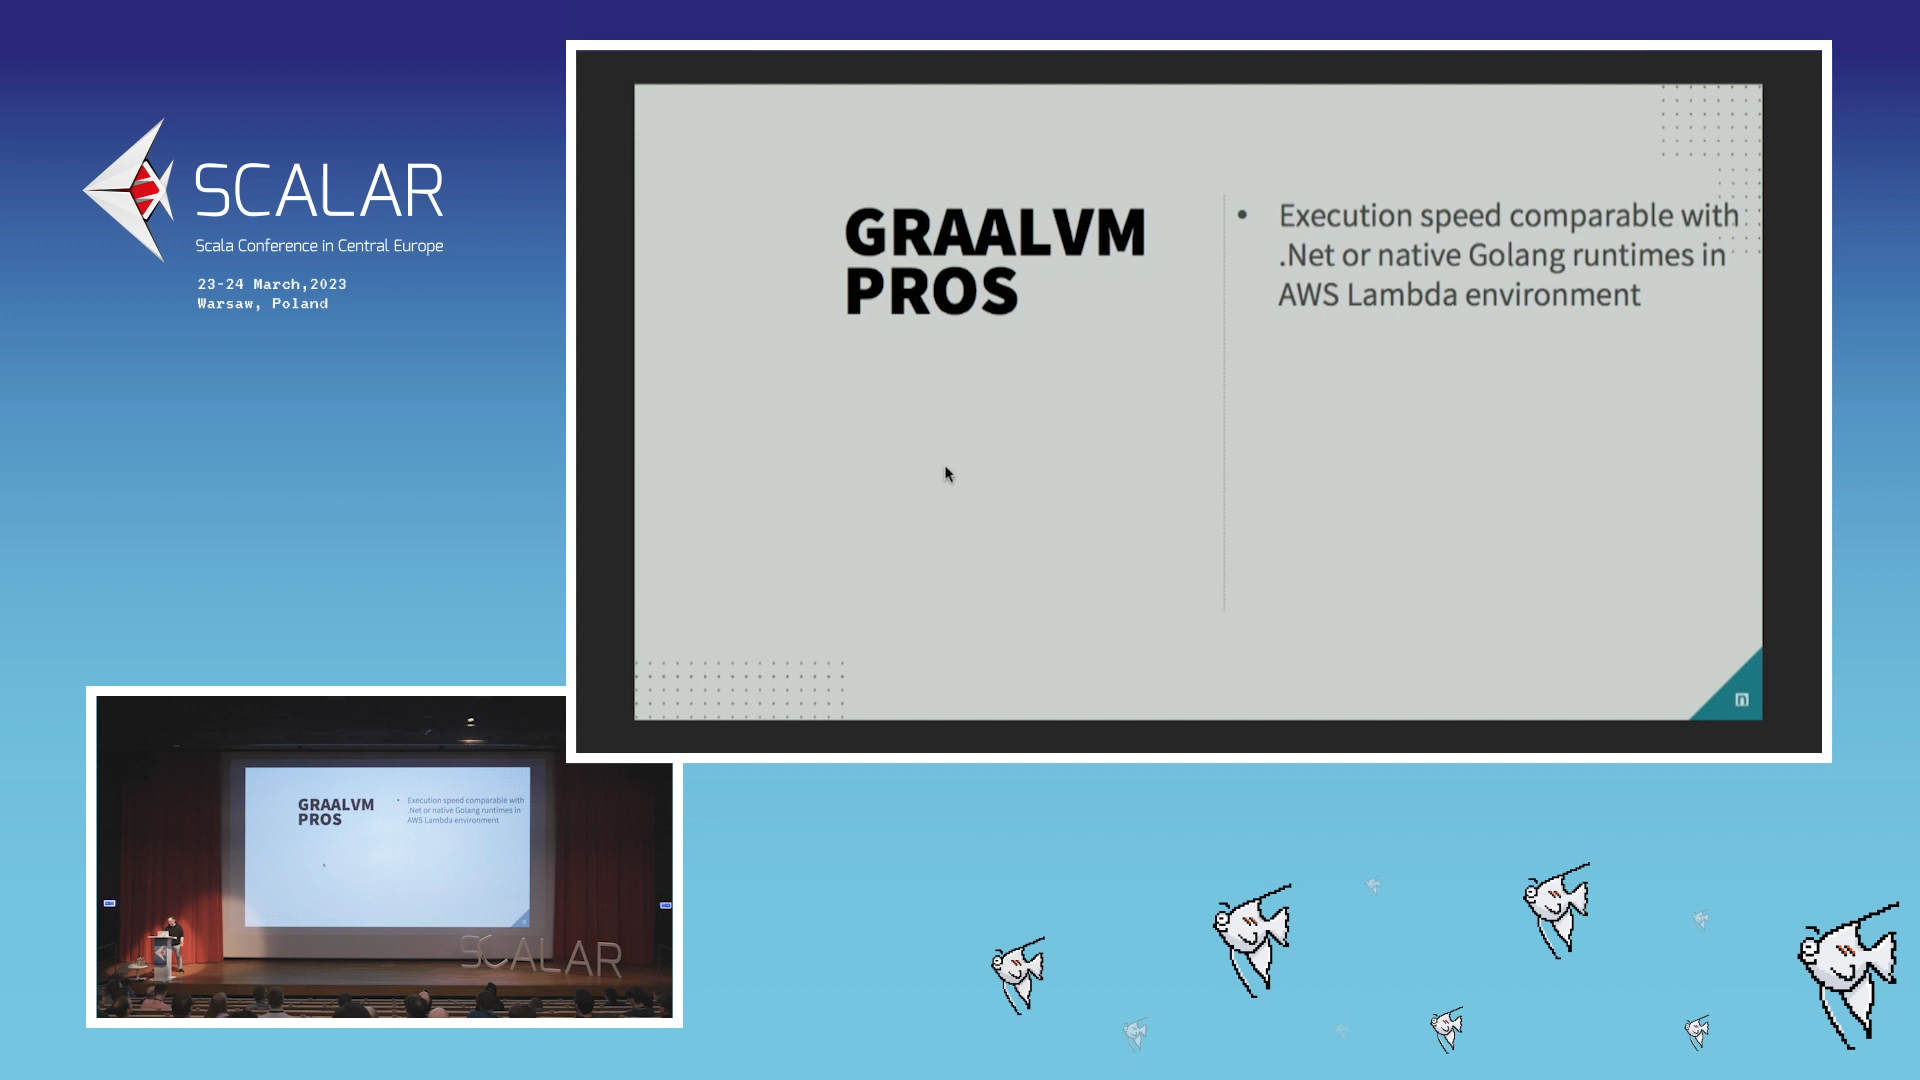 SCALAR
Scala Conference in Central Europe
23-24 March,2023
Warsaw, Poland
GRAALVM
PROS
• Execution speed comparable with
.Net or native Golang runtimes in
AWS Lambda environment
n
GRAALVM
PROS
• Execution speed comparable with
.Net or native Golang runtimes in
AWS Lambda environment
SCALAR